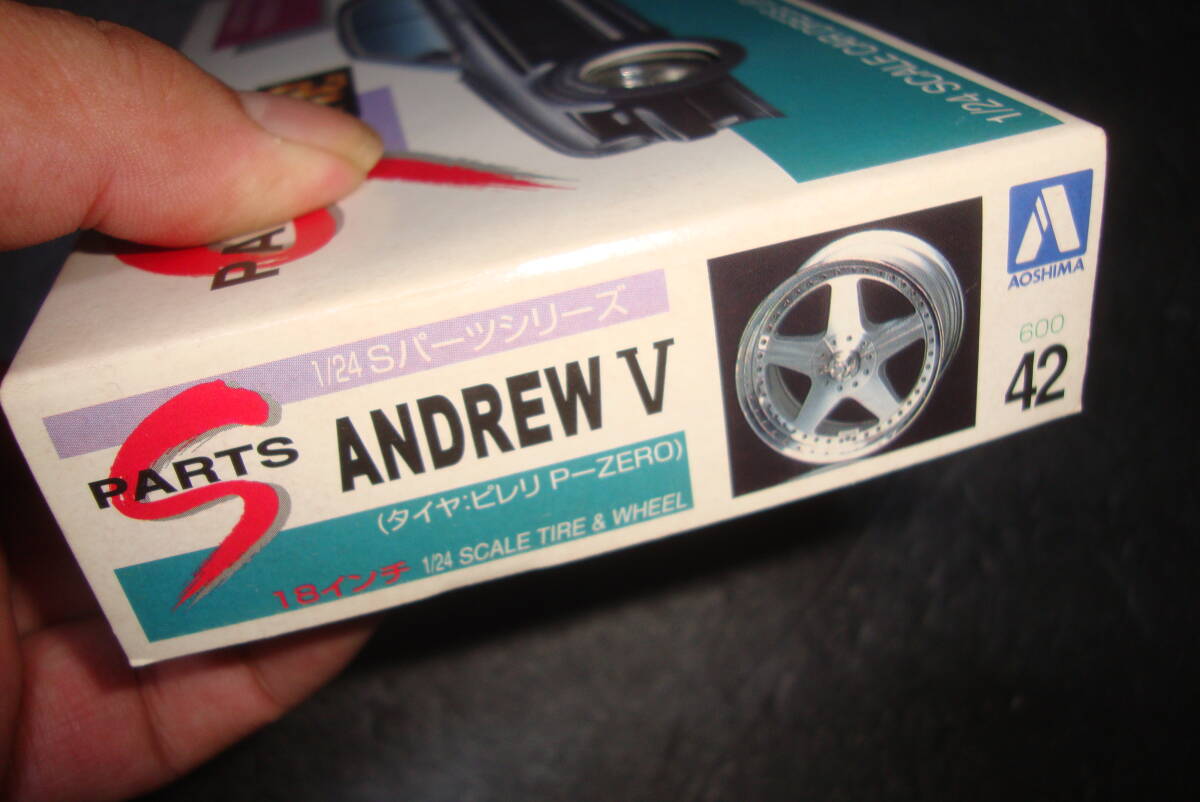 1/24 SCALE
PA
1/24 Sパーツシリーズ
PARTS S
ANDREW V
(タイヤ:ピレリ P-ZERO)
18インチ 1/24 SCALE TIRE & WHEEL
AOSHIMA
600
42